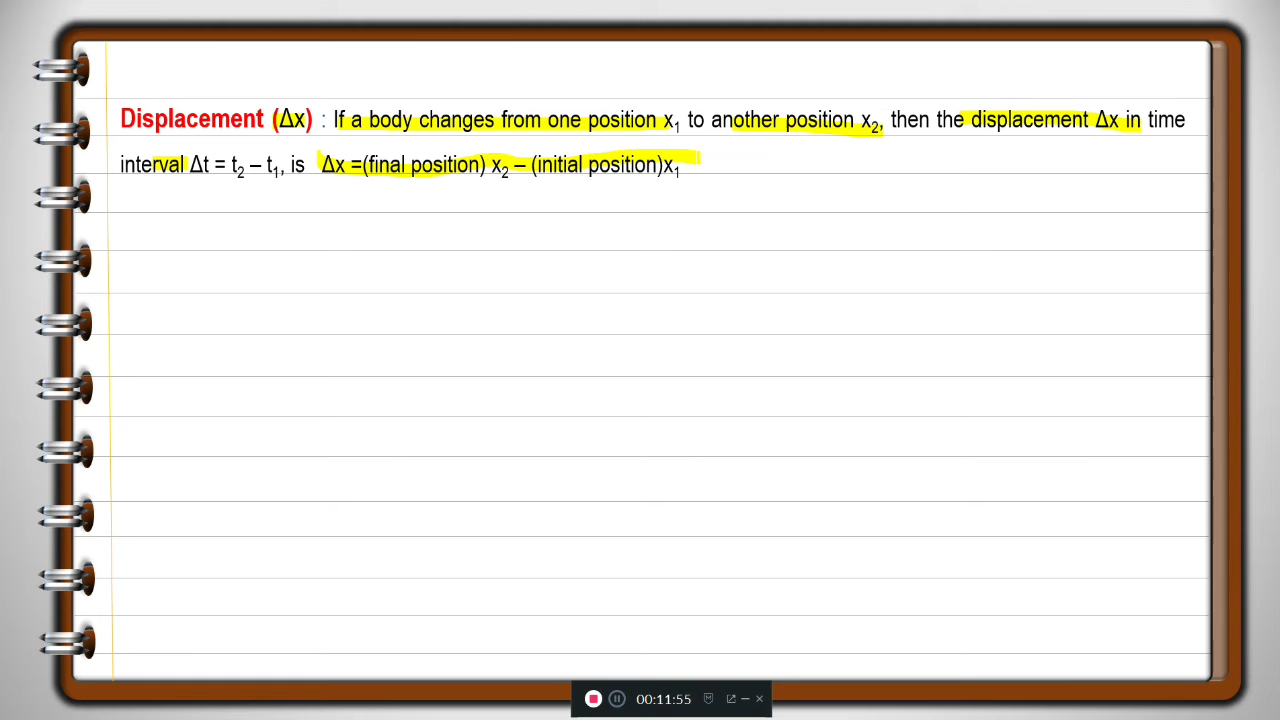 Displacement (Δx) : If a body changes from one position x₁ to another position x₂, then the displacement Δx in time
interval Δt = t₂ – t₁, is Δx =(final position) x₂ – (initial position)x₁
00:11:55